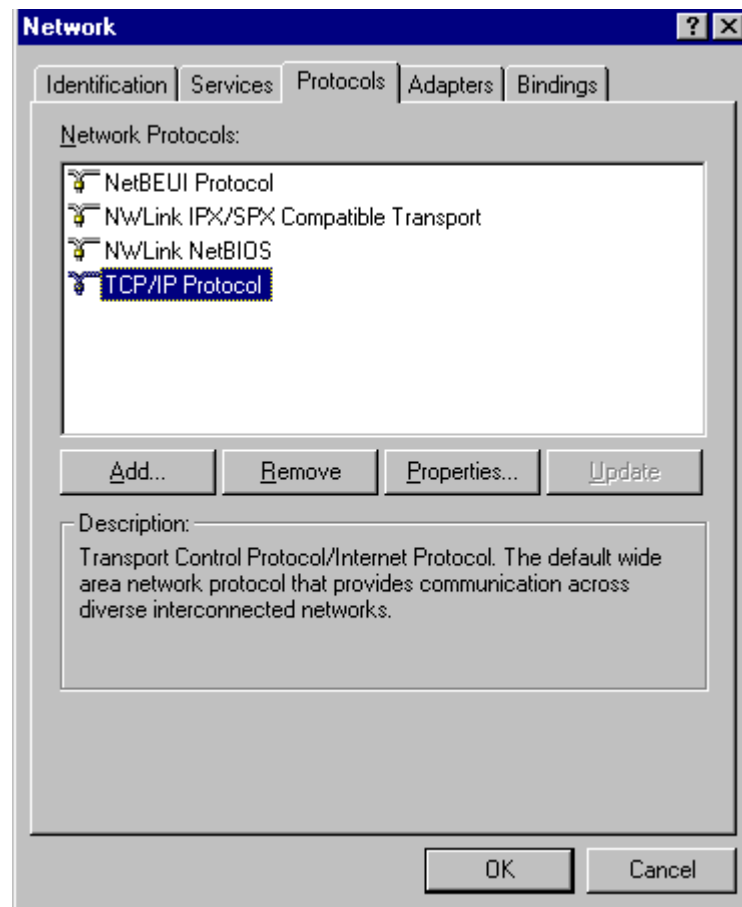 Network
Identification Services Protocols Adapters Bindings
Network Protocols:
NetBEUI Protocol
NWLink IPX/SPX Compatible Transport
NWLink NetBIOS
TCP/IP Protocol
Add... Remove Properties... Update
Description:
Transport Control Protocol/Internet Protocol. The default wide
area network protocol that provides communication across
diverse interconnected networks.
OK Cancel